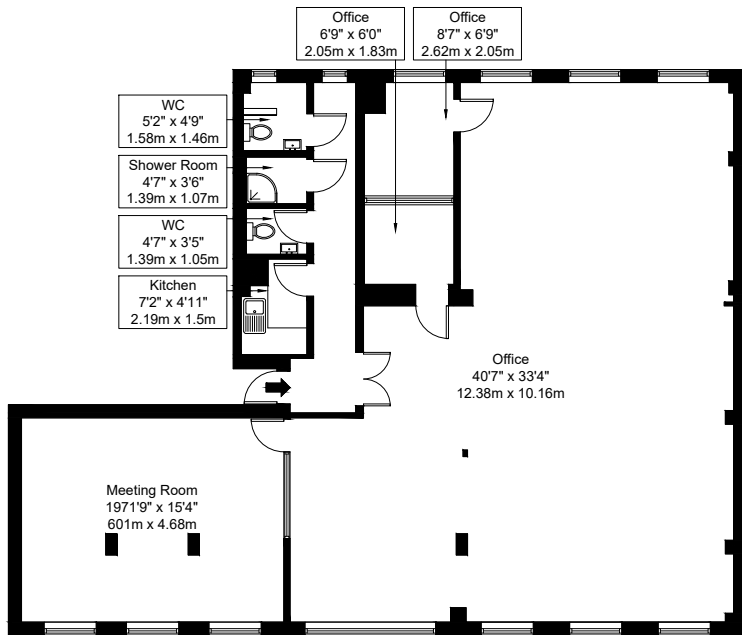 Office
6'9" x 6'0"
2.05m x 1.83m
Office
8'7" x 6'9"
2.62m x 2.05m
WC
5'2" x 4'9"
1.58m x 1.46m
Shower Room
4'7" x 3'6"
1.39m x 1.07m
WC
4'7" x 3'5"
1.39m x 1.05m
Kitchen
7'2" x 4'11"
2.19m x 1.5m
Office
40'7" x 33'4"
12.38m x 10.16m
Meeting Room
1971'9" x 15'4"
601m x 4.68m